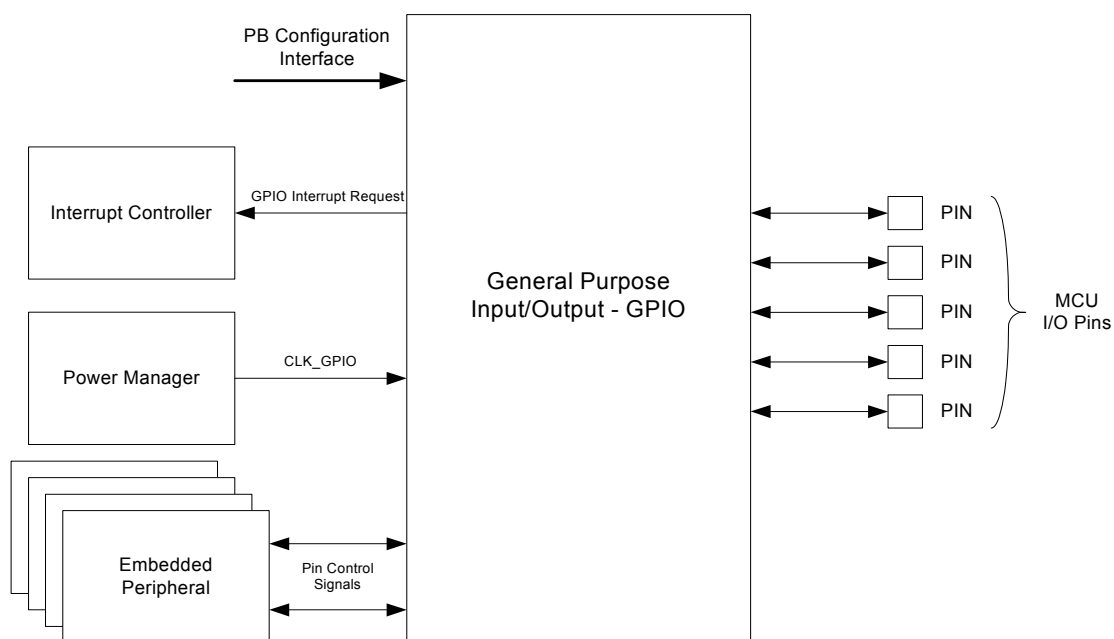 PB Configuration
Interface
Interrupt Controller
GPIO Interrupt Request
Power Manager
CLK_GPIO
Embedded
Peripheral
Pin Control
Signals
General Purpose
Input/Output - GPIO
PIN
PIN
PIN
PIN
PIN
MCU
I/O Pins